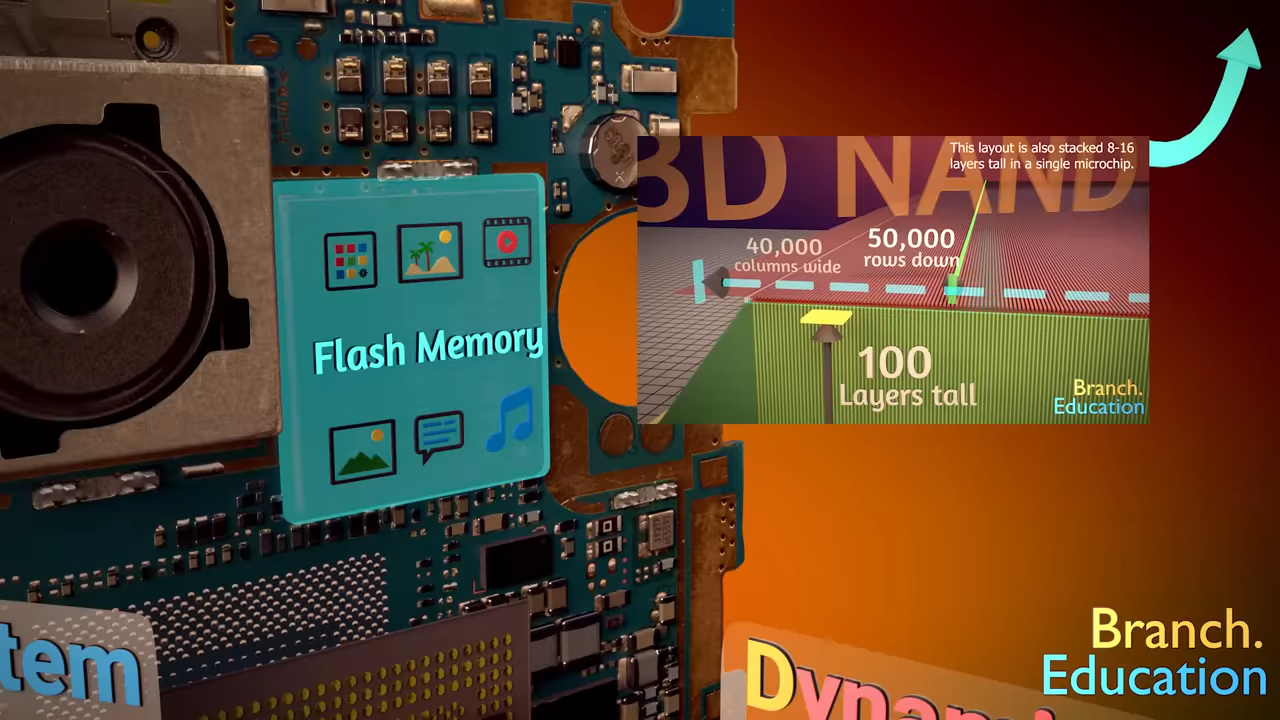 This layout is also stacked 8-16
layers tall in a single microchip.
3D NAND
40,000
columns wide
50,000
rows down
100
Layers tall
Branch.
Education
Flash Memory
tem
Dynami
Branch.
Education